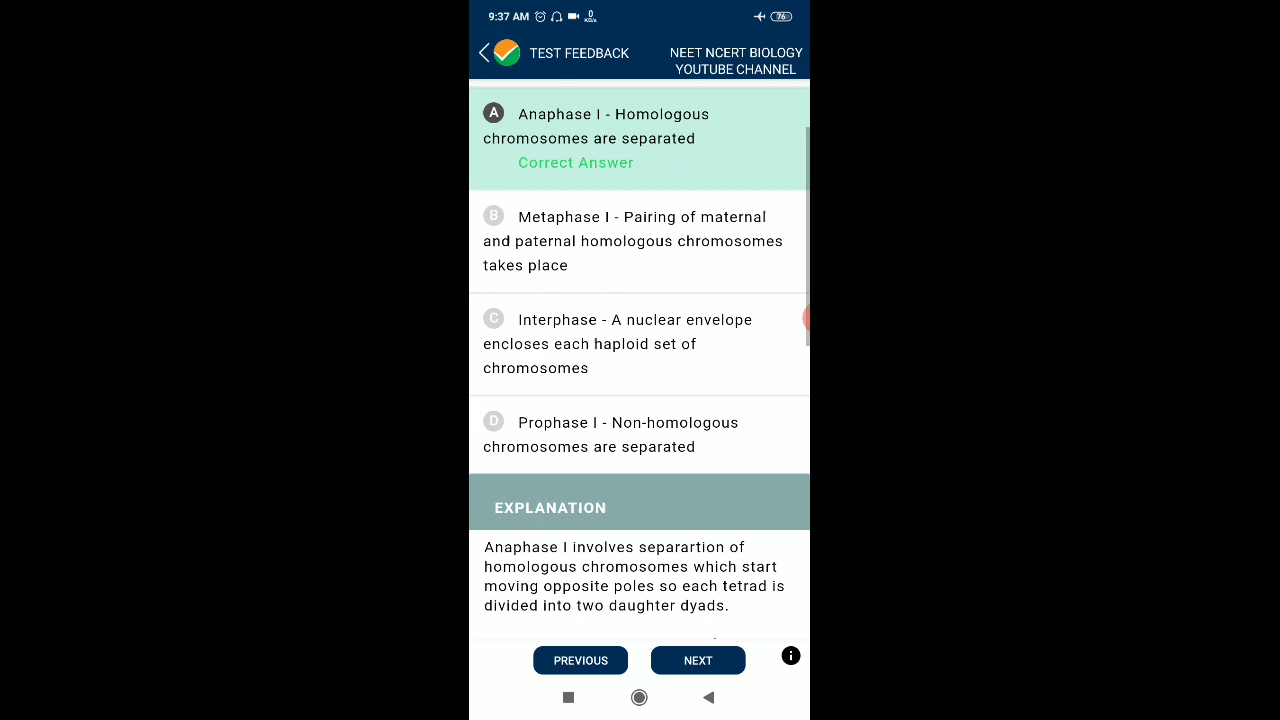 9:37 AM 0 KB/s 76
TEST FEEDBACK
NEET NCERT BIOLOGY
YOUTUBE CHANNEL
A Anaphase I - Homologous
chromosomes are separated
Correct Answer
B Metaphase I - Pairing of maternal
and paternal homologous chromosomes
takes place
C Interphase - A nuclear envelope
encloses each haploid set of
chromosomes
D Prophase I - Non-homologous
chromosomes are separated
EXPLANATION
Anaphase I involves separartion of
homologous chromosomes which start
moving opposite poles so each tetrad is
divided into two daughter dyads.
PREVIOUS
NEXT